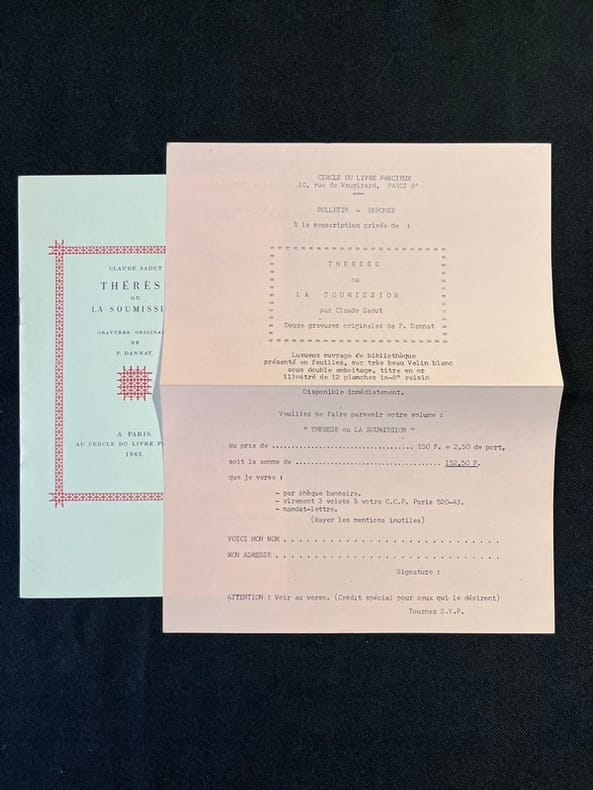 CLAUDE SADUT
THÉRÈS
OU
LA SOUMISSI
GRAVURES ORIGINAL
DE
F. DANNAT.
A PARIS.
AU CERCLE DU LIVRE P
1963.
CERCLE DU LIVRE PRECIEUX
10, rue de Vaugirard, PARIS 6°
BULLETIN - REPONSE
à la souscription privée de :
THERESE
ou
LA SOUMISSION
par Claude Sadut
Douze gravures originales de F. Dannat
Luxueux ouvrage de bibliothèque
présenté en feuilles, sur très beau Velin blanc
sous double emboitage, titre en or
illustré de 12 planches in-8° raisin
Disponible immédiatement.
Veuillez me faire parvenir votre volume :
" THERESE ou LA SOUMISSION "
au prix de ........................................ 150 F. + 2,50 de port,
soit la somme de ........................................ 152,50 F.
que je verse :
- par chèque bancaire.
- virement 3 volets à votre C.C.P. Paris 520-43.
- mandat-lettre.
(Rayer les mentions inutiles)
VOICI MON NOM . . . . . . . . . . . . . . . . . . . . . . . . . . . .
MON ADRESSE . . . . . . . . . . . . . . . . . . . . . . . . . . . . .
Signature :
ATTENTION ! Voir au verso. (Crédit spécial pour ceux qui le désirent)
Tournez S.V.P.